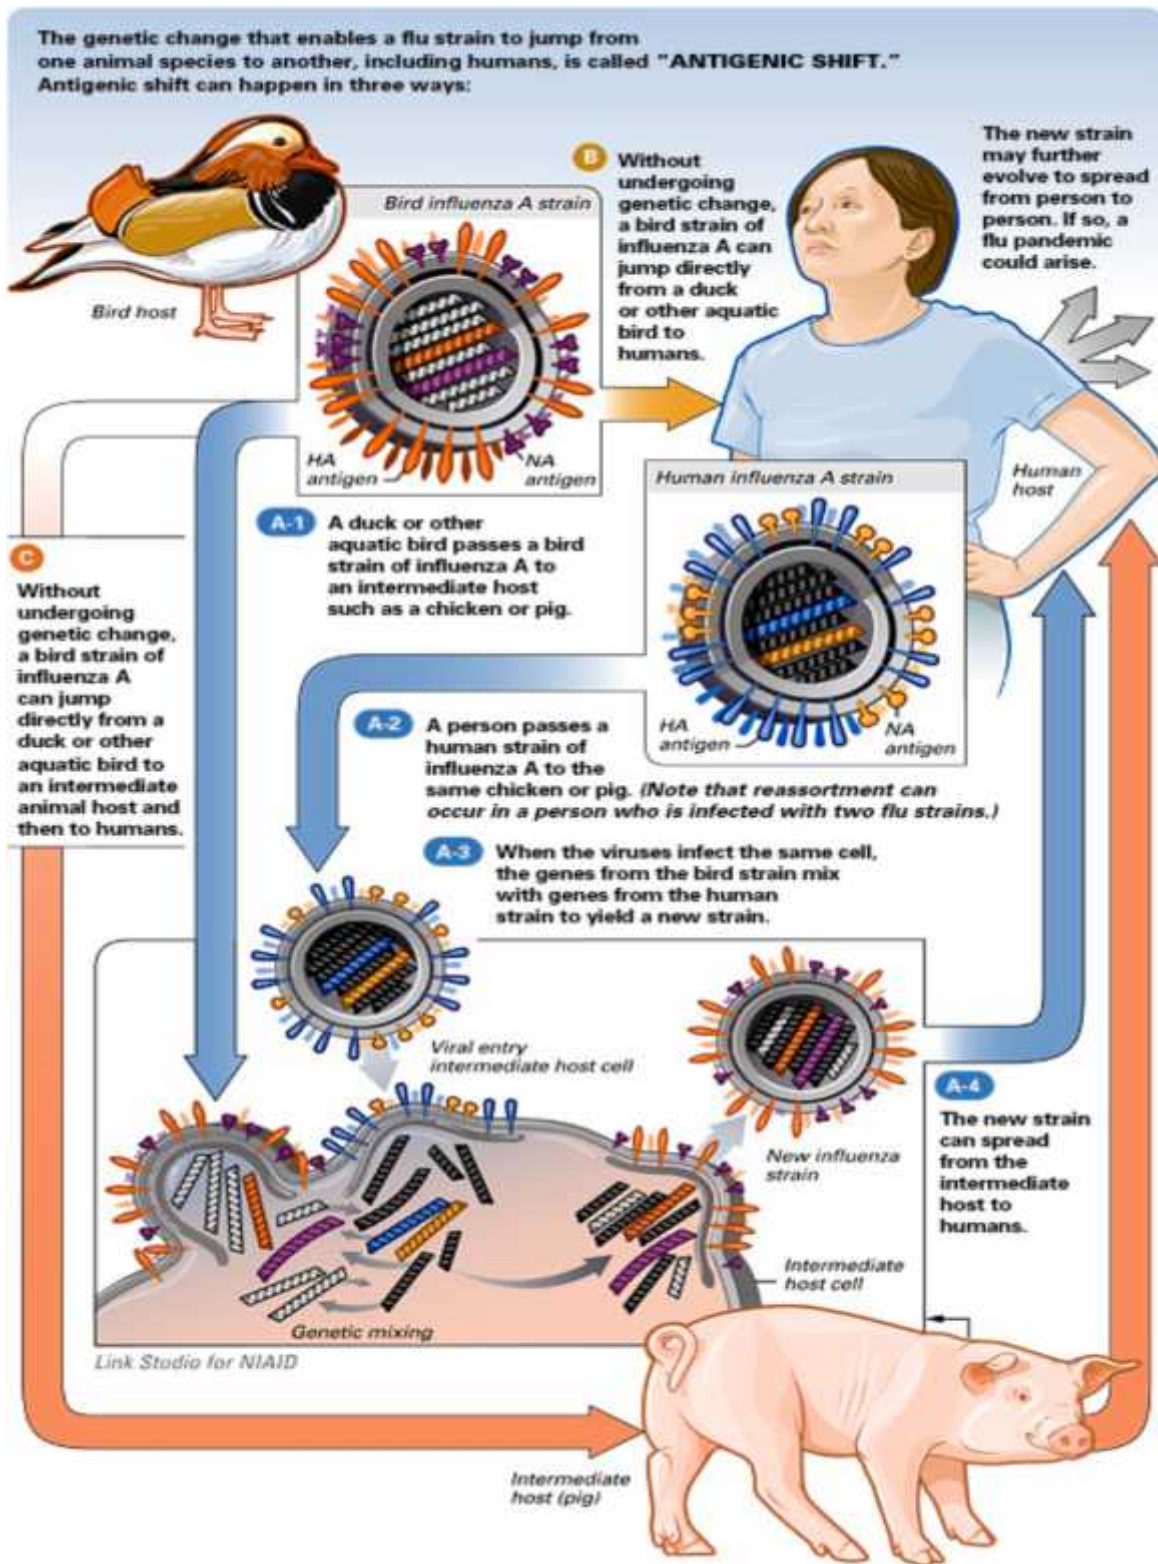 The genetic change that enables a flu strain to jump from
one animal species to another, including humans, is called "ANTIGENIC SHIFT."
Antigenic shift can happen in three ways:
Bird host
Bird influenza A strain
HA
antigen
NA
antigen
B
Without
undergoing
genetic change,
a bird strain of
influenza A can
jump directly
from a duck
or other aquatic
bird to
humans.
The new strain
may further
evolve to spread
from person to
person. If so, a
flu pandemic
could arise.
Human
host
Human influenza A strain
HA
antigen
NA
antigen
A-1
A duck or other
aquatic bird passes a bird
strain of influenza A to
an intermediate host
such as a chicken or pig.
C
Without
undergoing
genetic change,
a bird strain of
influenza A
can jump
directly from a
duck or other
aquatic bird to
an intermediate
animal host and
then to humans.
A-2
A person passes a
human strain of
influenza A to the
same chicken or pig. (Note that reassortment can
occur in a person who is infected with two flu strains.)
A-3
When the viruses infect the same cell,
the genes from the bird strain mix
with genes from the human
strain to yield a new strain.
Viral entry
intermediate host cell
New influenza
strain
A-4
The new strain
can spread
from the
intermediate
host to
humans.
Intermediate
host cell
Genetic mixing
Link Studio for NIAID
Intermediate
host (pig)